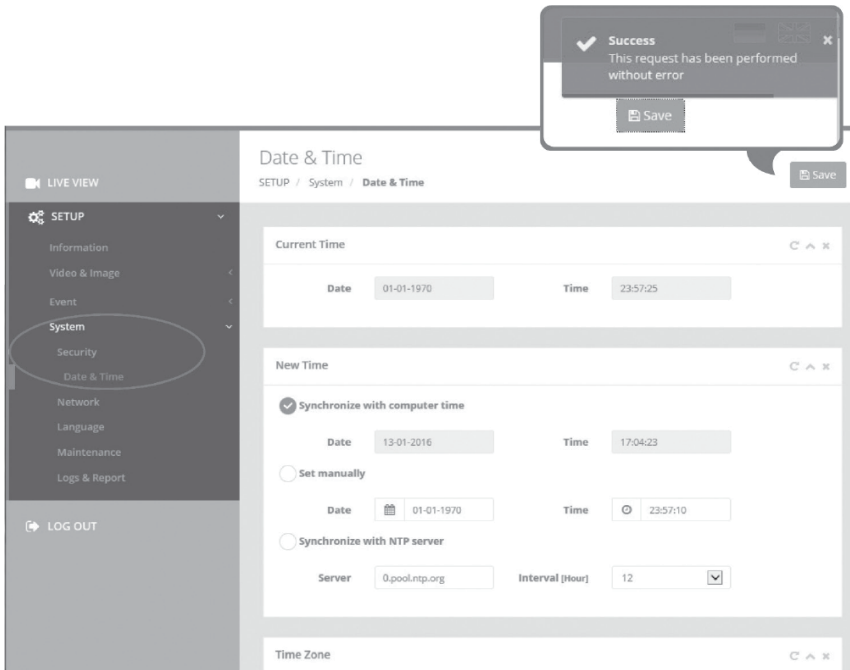 Success
This request has been performed
without error
Save
LIVE VIEW
SETUP
Information
Video & Image
Event
System
Security
Date & Time
Network
Language
Maintenance
Logs & Report
LOG OUT
Date & Time
SETUP / System / Date & Time
Save
Current Time
Date 01-01-1970 Time 23:57:25
New Time
Synchronize with computer time
Date 13-01-2016 Time 17:04:23
Set manually
Date 01-01-1970 Time 23:57:10
Synchronize with NTP server
Server 0.pool.ntp.org Interval [Hour] 12
Time Zone